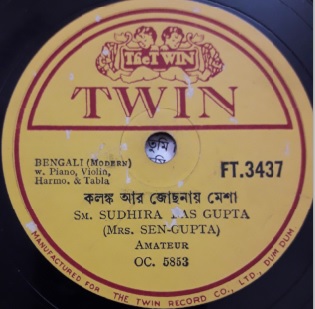 The TWIN
TWIN
BENGALI (MODERN)
w. Piano, Violin,
Harmo. & Tabla
FT.3437
তুমি
কলঙ্ক আর জোছনায় মেশা
SM. SUDHIRA DAS GUPTA
(MRS. SEN-GUPTA)
AMATEUR
OC. 5853
MANUFACTURED FOR THE TWIN RECORD CO., LTD., DUM DUM